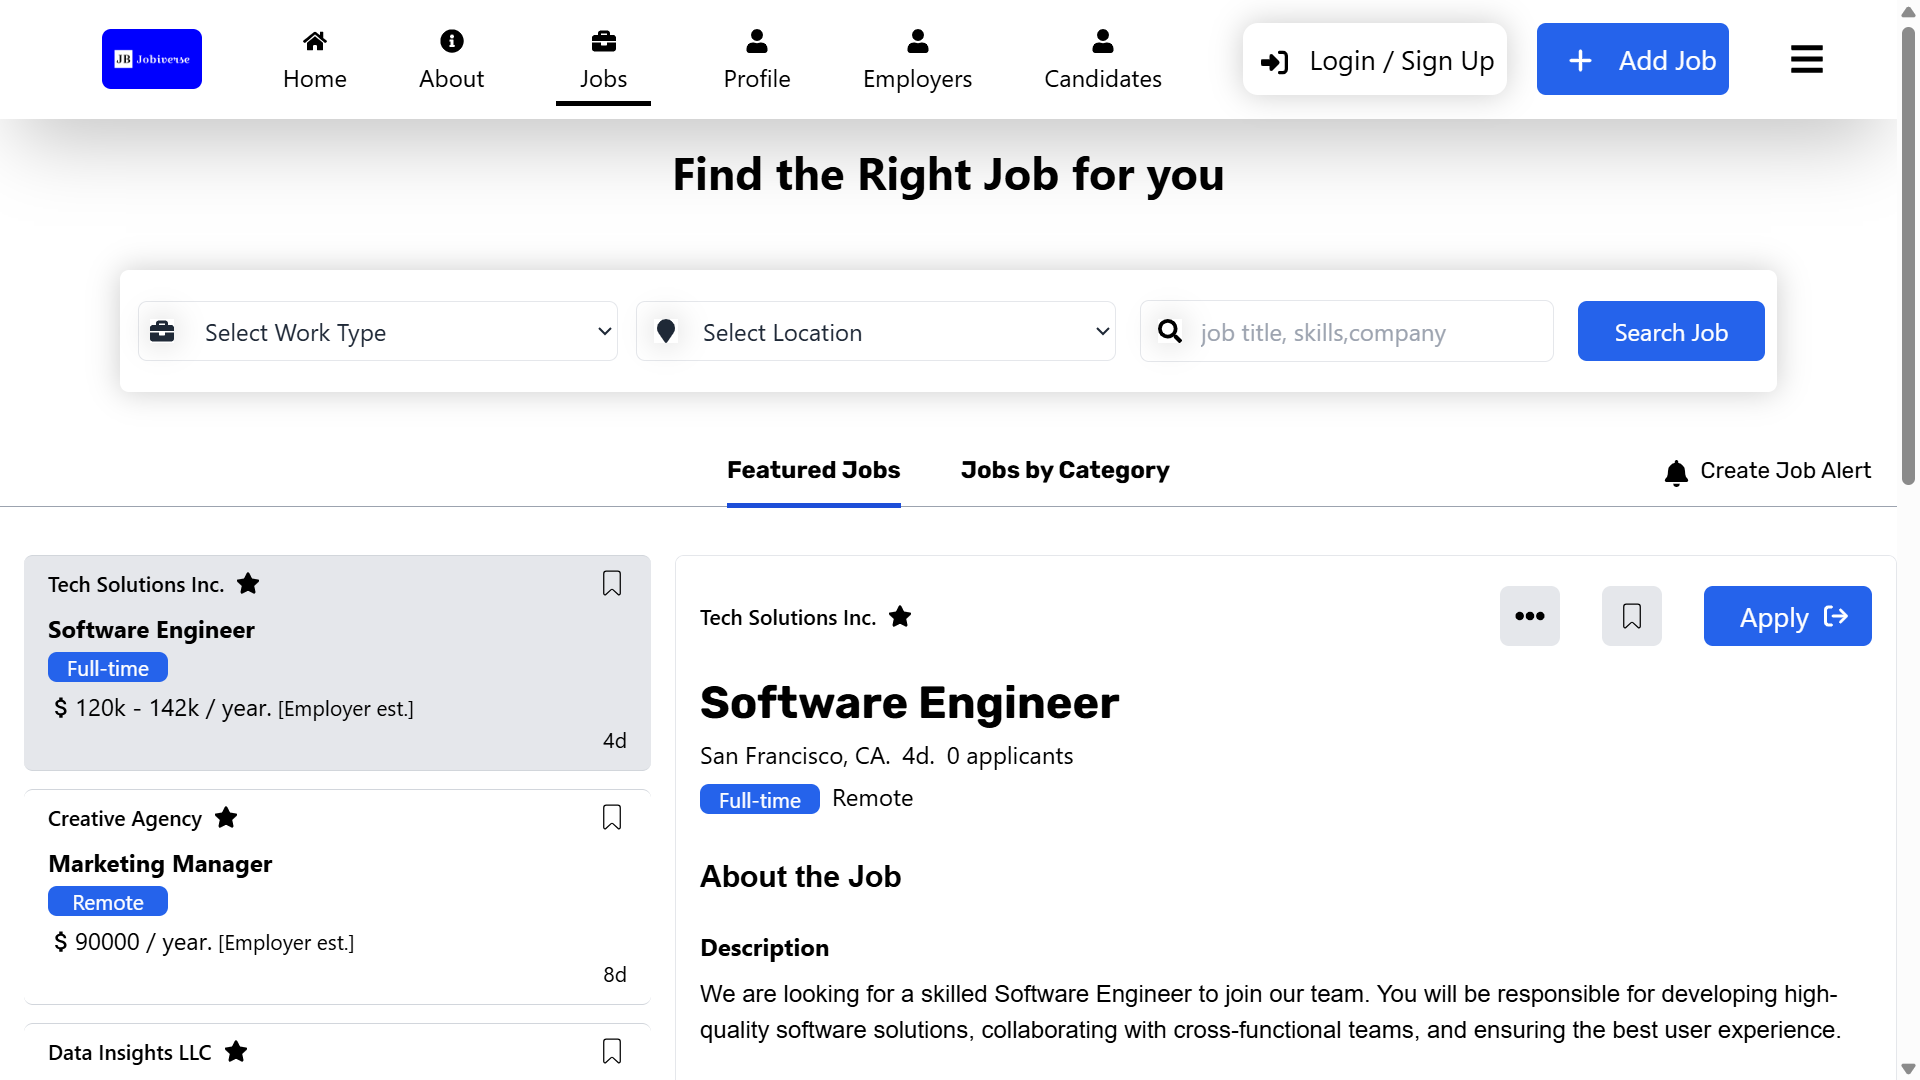 JB Jobiverse
Home
About
Jobs
Profile
Employers
Candidates
Login / Sign Up
+ Add Job
Find the Right Job for you
Select Work Type
Select Location
job title, skills,company
Search Job
Featured Jobs
Jobs by Category
Create Job Alert
Tech Solutions Inc.
Software Engineer
Full-time
$ 120k - 142k / year. [Employer est.]
4d
Creative Agency
Marketing Manager
Remote
$ 90000 / year. [Employer est.]
8d
Data Insights LLC
Tech Solutions Inc.
Apply
Software Engineer
San Francisco, CA. 4d. 0 applicants
Full-time Remote
About the Job
Description
We are looking for a skilled Software Engineer to join our team. You will be responsible for developing high-
quality software solutions, collaborating with cross-functional teams, and ensuring the best user experience.